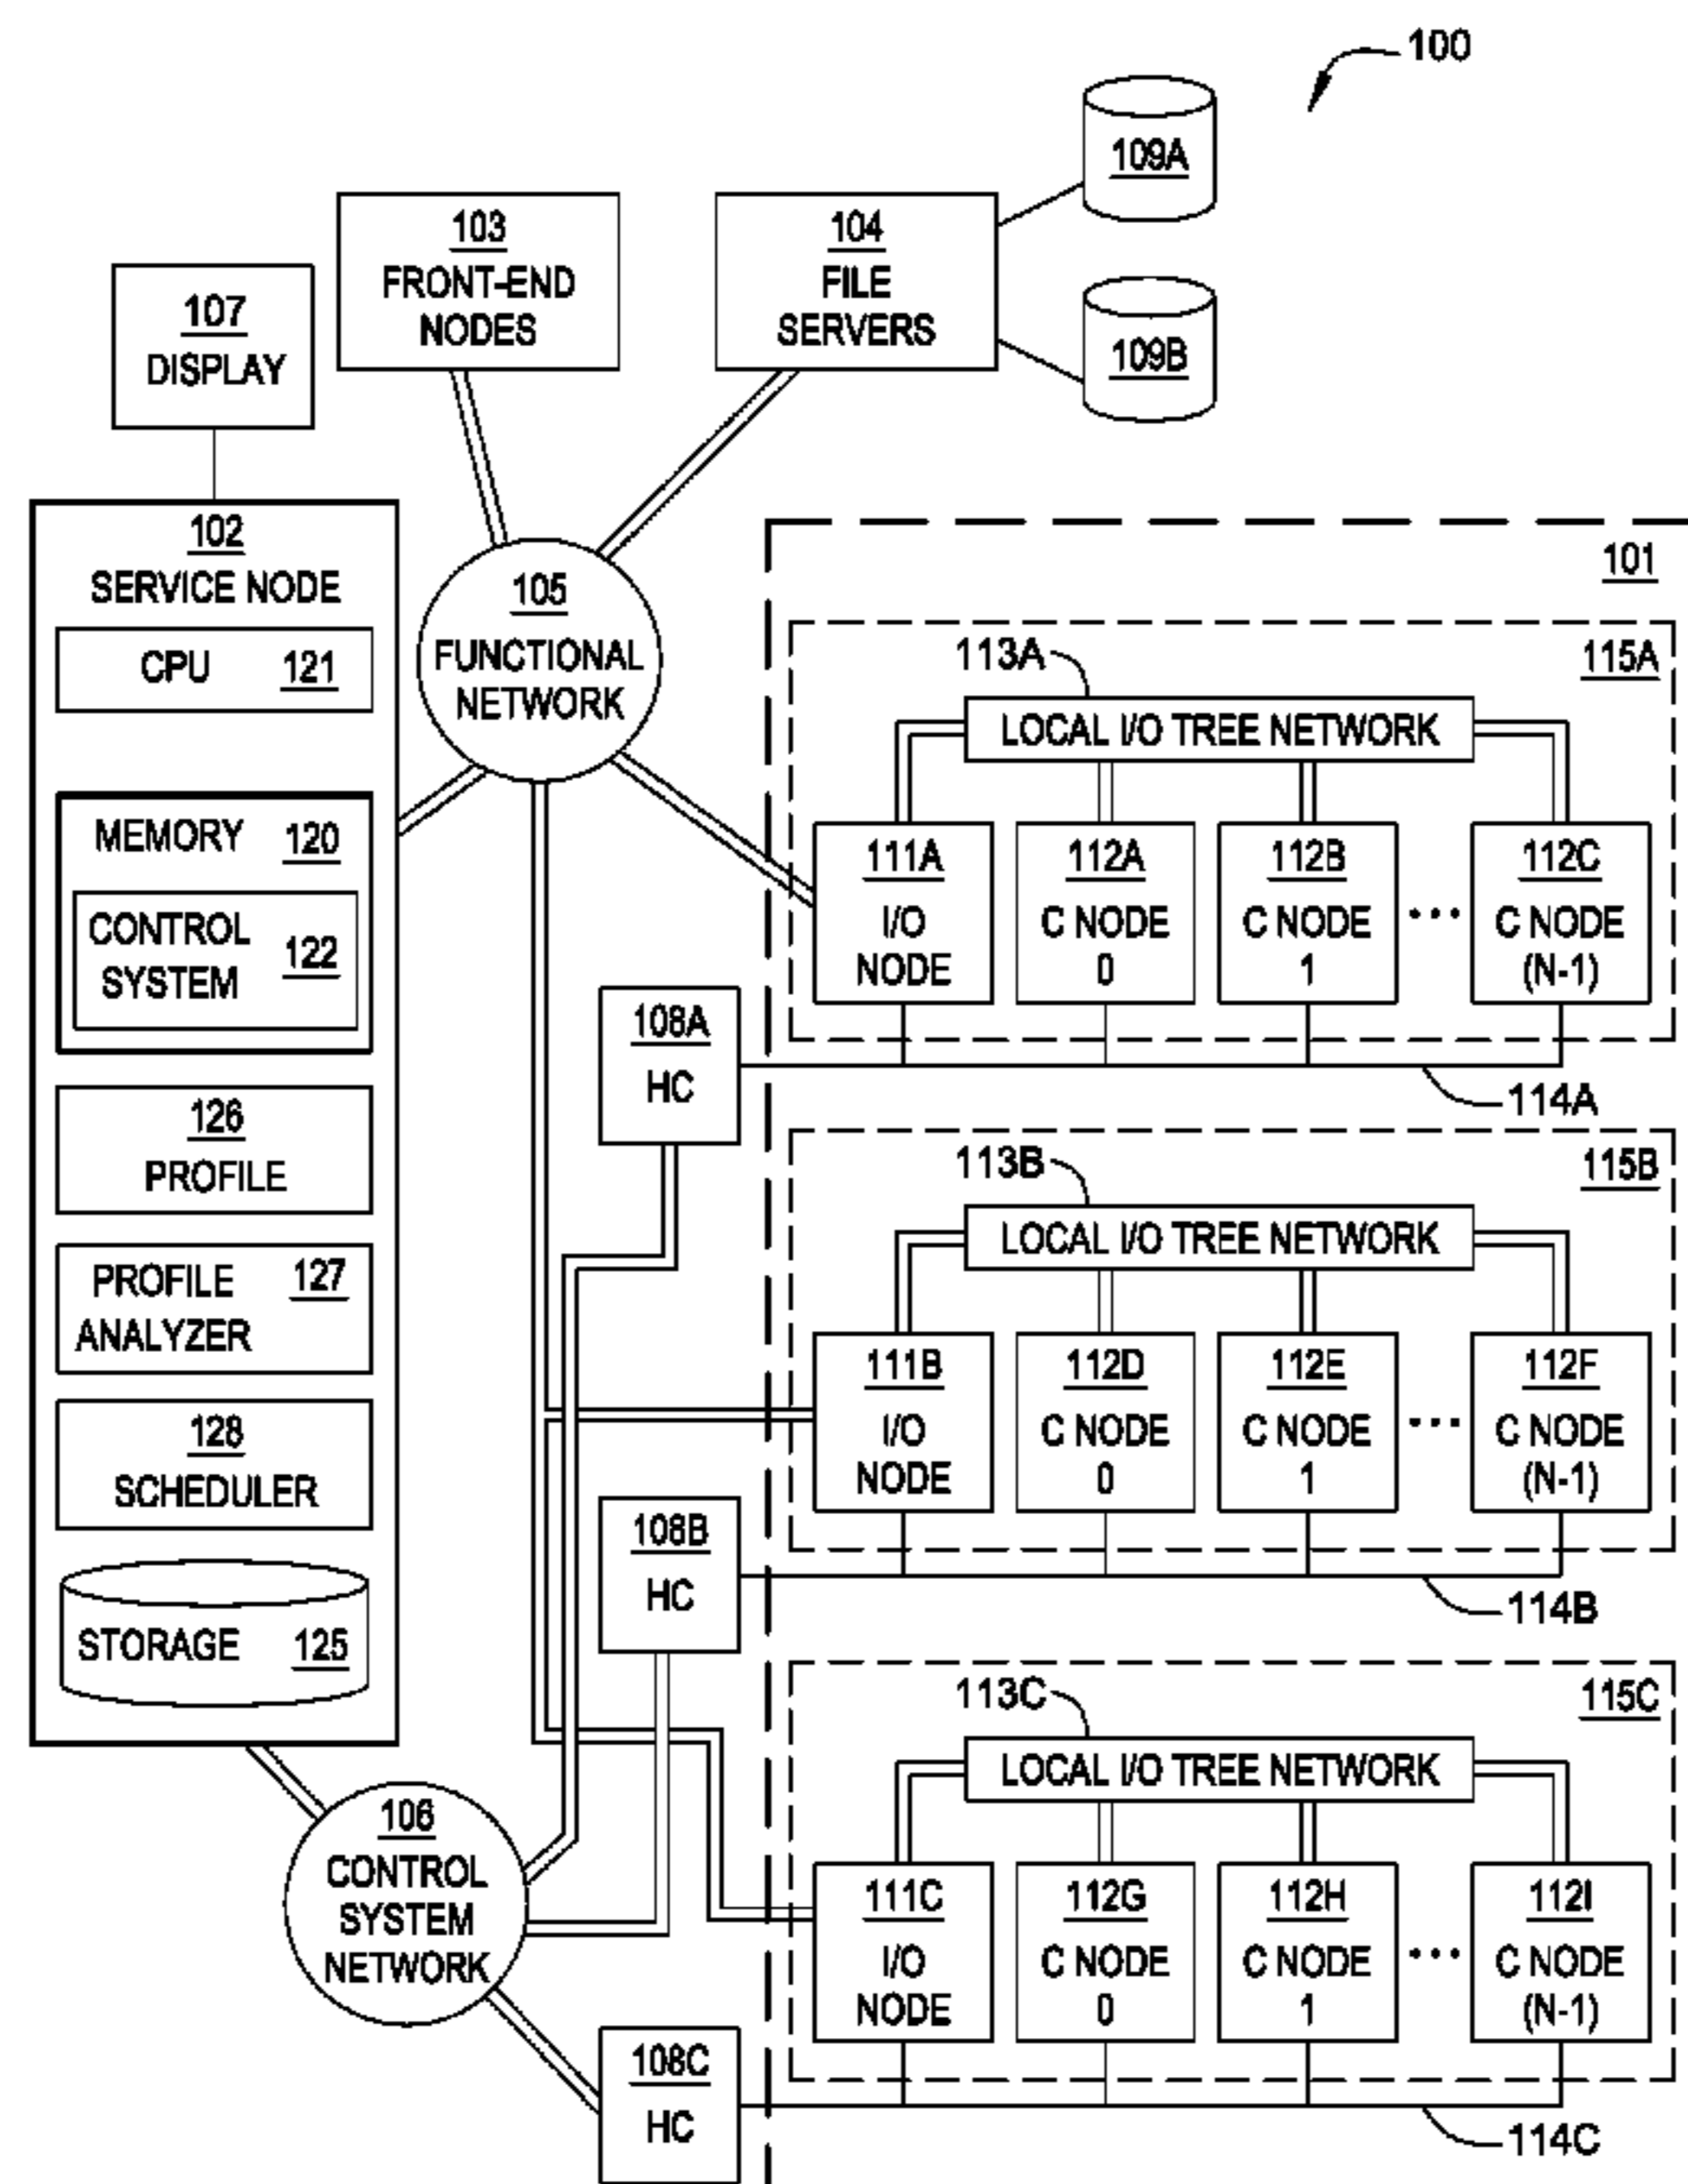 100
109A
109B
103
FRONT-END
NODES
104
FILE
SERVERS
107
DISPLAY
102
SERVICE NODE
CPU 121
MEMORY 120
CONTROL
SYSTEM
122
126
PROFILE
PROFILE
ANALYZER
127
128
SCHEDULER
STORAGE 125
105
FUNCTIONAL
NETWORK
106
CONTROL
SYSTEM
NETWORK
108A
HC
108B
HC
108C
HC
101
115A
113A
LOCAL I/O TREE NETWORK
111A
I/O
NODE
112A
C NODE
0
112B
C NODE
1
...
112C
C NODE
(N-1)
114A
115B
113B
LOCAL I/O TREE NETWORK
111B
I/O
NODE
112D
C NODE
0
112E
C NODE
1
...
112F
C NODE
(N-1)
114B
115C
113C
LOCAL I/O TREE NETWORK
111C
I/O
NODE
112G
C NODE
0
112H
C NODE
1
...
112I
C NODE
(N-1)
114C